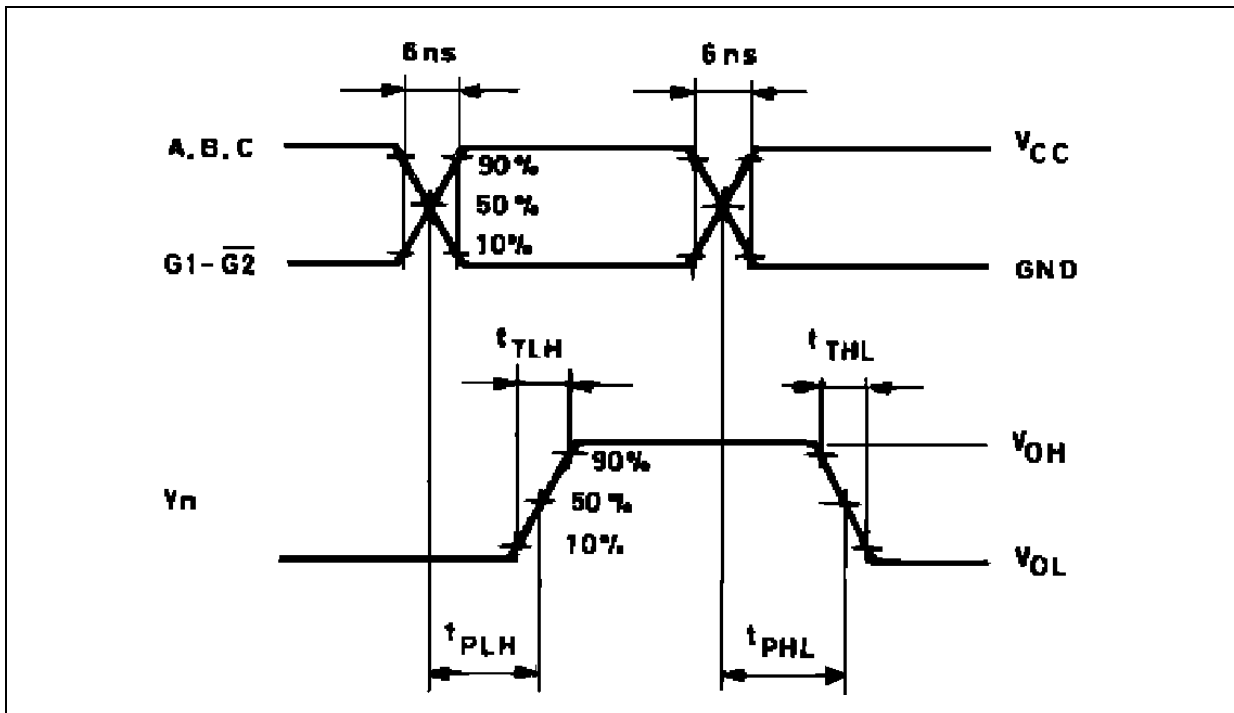 6ns 6ns
A.B.C 90% VCC
50%
G1-G2̅ 10% GND
tTLH tTHL
90% VOH
Yn 50%
10% VOL
tPLH tPHL